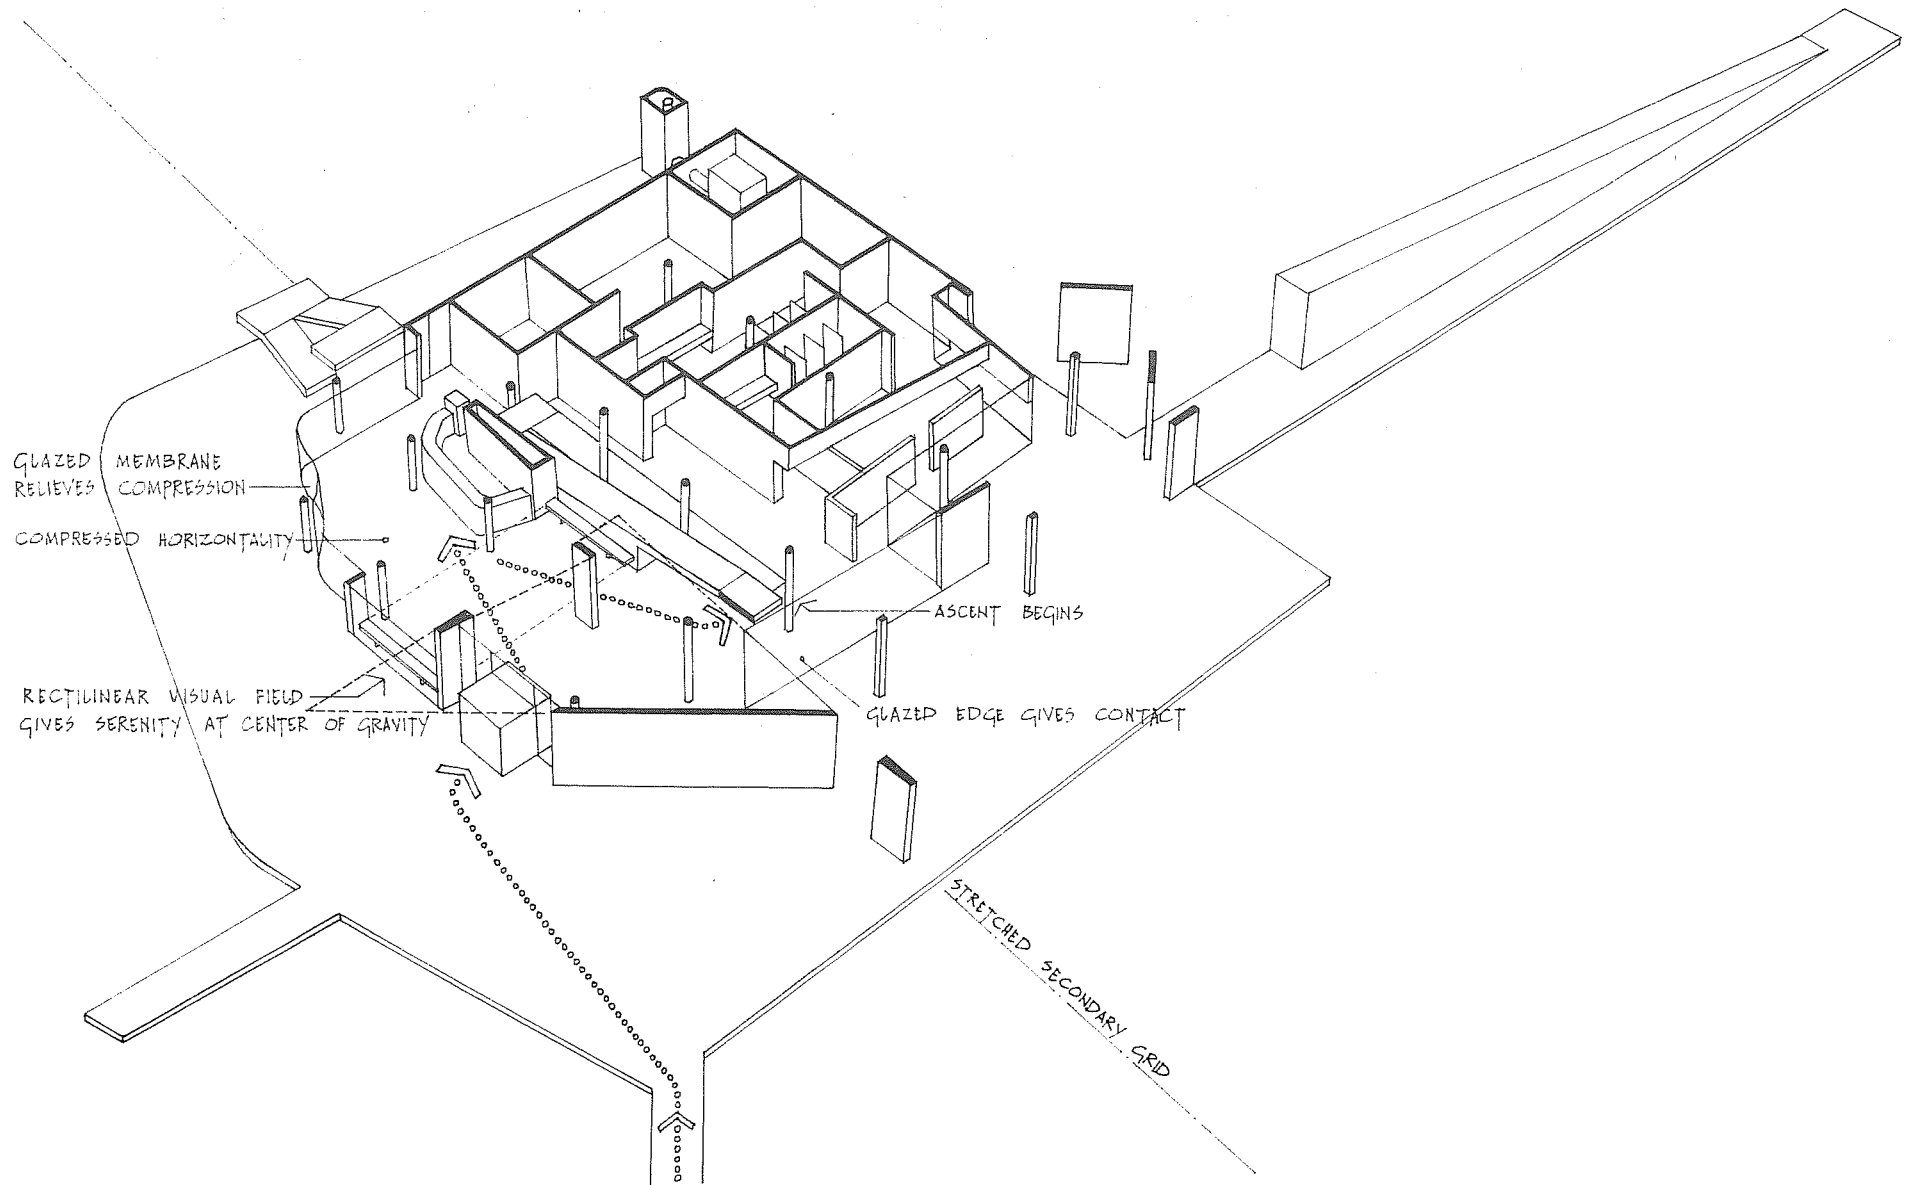 GLAZED MEMBRANE
RELIEVES COMPRESSION
COMPRESSED HORIZONTALITY
ASCENT BEGINS
RECTILINEAR VISUAL FIELD
GIVES SERENITY AT CENTER OF GRAVITY
GLAZED EDGE GIVES CONTACT
STRETCHED SECONDARY GRID